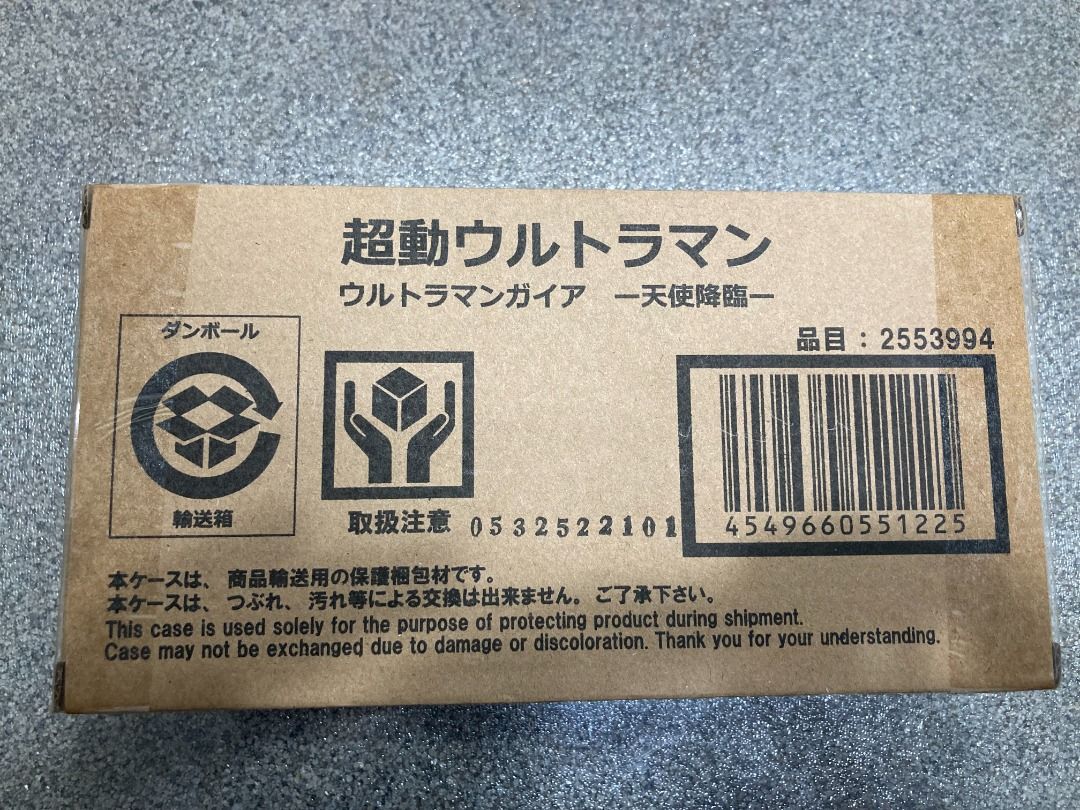 超動ウルトラマン
ウルトラマンガイア ー天使降臨ー
ダンボール
輸送箱
取扱注意
0532522101
品目：2553994
4549660551225
本ケースは、商品輸送用の保護梱包材です。
本ケースは、つぶれ、汚れ等による交換は出来ません。ご了承下さい。
This case is used solely for the purpose of protecting product during shipment.
Case may not be exchanged due to damage or discoloration. Thank you for your understanding.